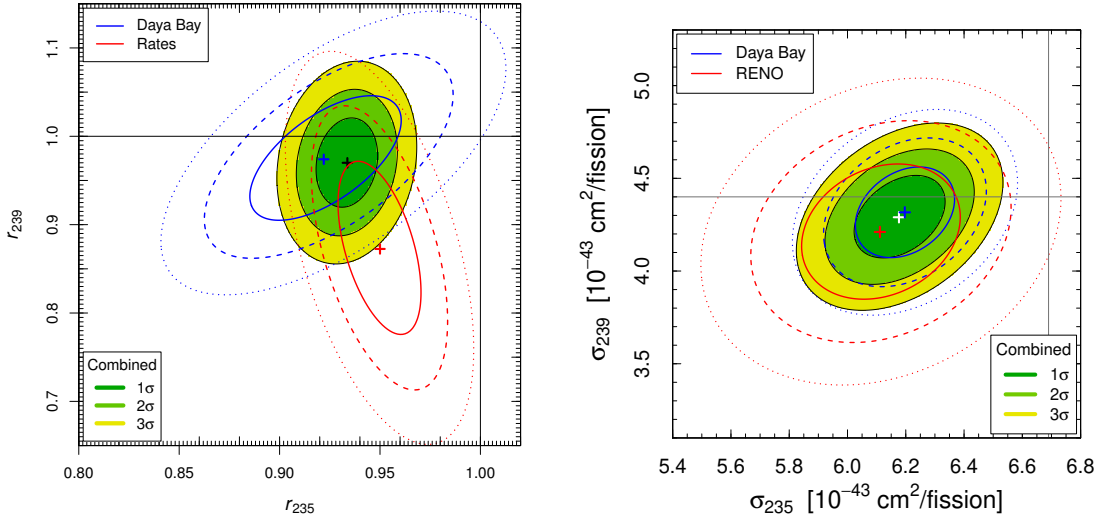 Daya Bay
Rates
r235
r239
0.80
0.85
0.90
0.95
1.00
0.7
0.8
0.9
1.0
1.1
Combined
1σ
2σ
3σ
Daya Bay
RENO
σ235 [10−43 cm2/fission]
σ239 [10−43 cm2/fission]
5.4
5.6
5.8
6.0
6.2
6.4
6.6
6.8
3.5
4.0
4.5
5.0
Combined
1σ
2σ
3σ